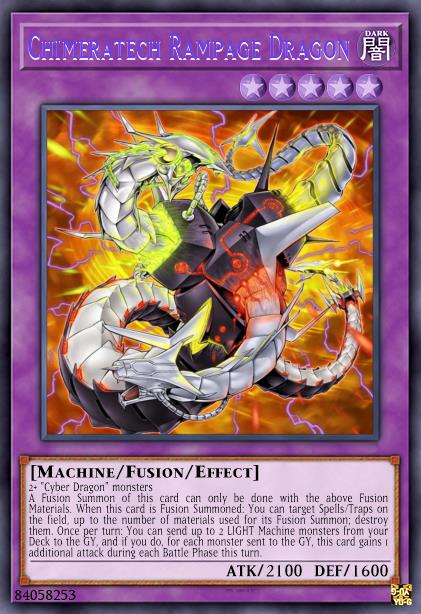 CHIMERATECH RAMPAGE DRAGON
DARK
闇
[MACHINE/FUSION/EFFECT]
2+ "Cyber Dragon" monsters
A Fusion Summon of this card can only be done with the above Fusion
Materials. When this card is Fusion Summoned: You can target Spells/Traps on
the field, up to the number of materials used for its Fusion Summon; destroy
them. Once per turn: You can send up to 2 LIGHT Machine monsters from your
Deck to the GY, and if you do, for each monster sent to the GY, this card gains 1
additional attack during each Battle Phase this turn.
ATK/2100 DEF/1600
84058253